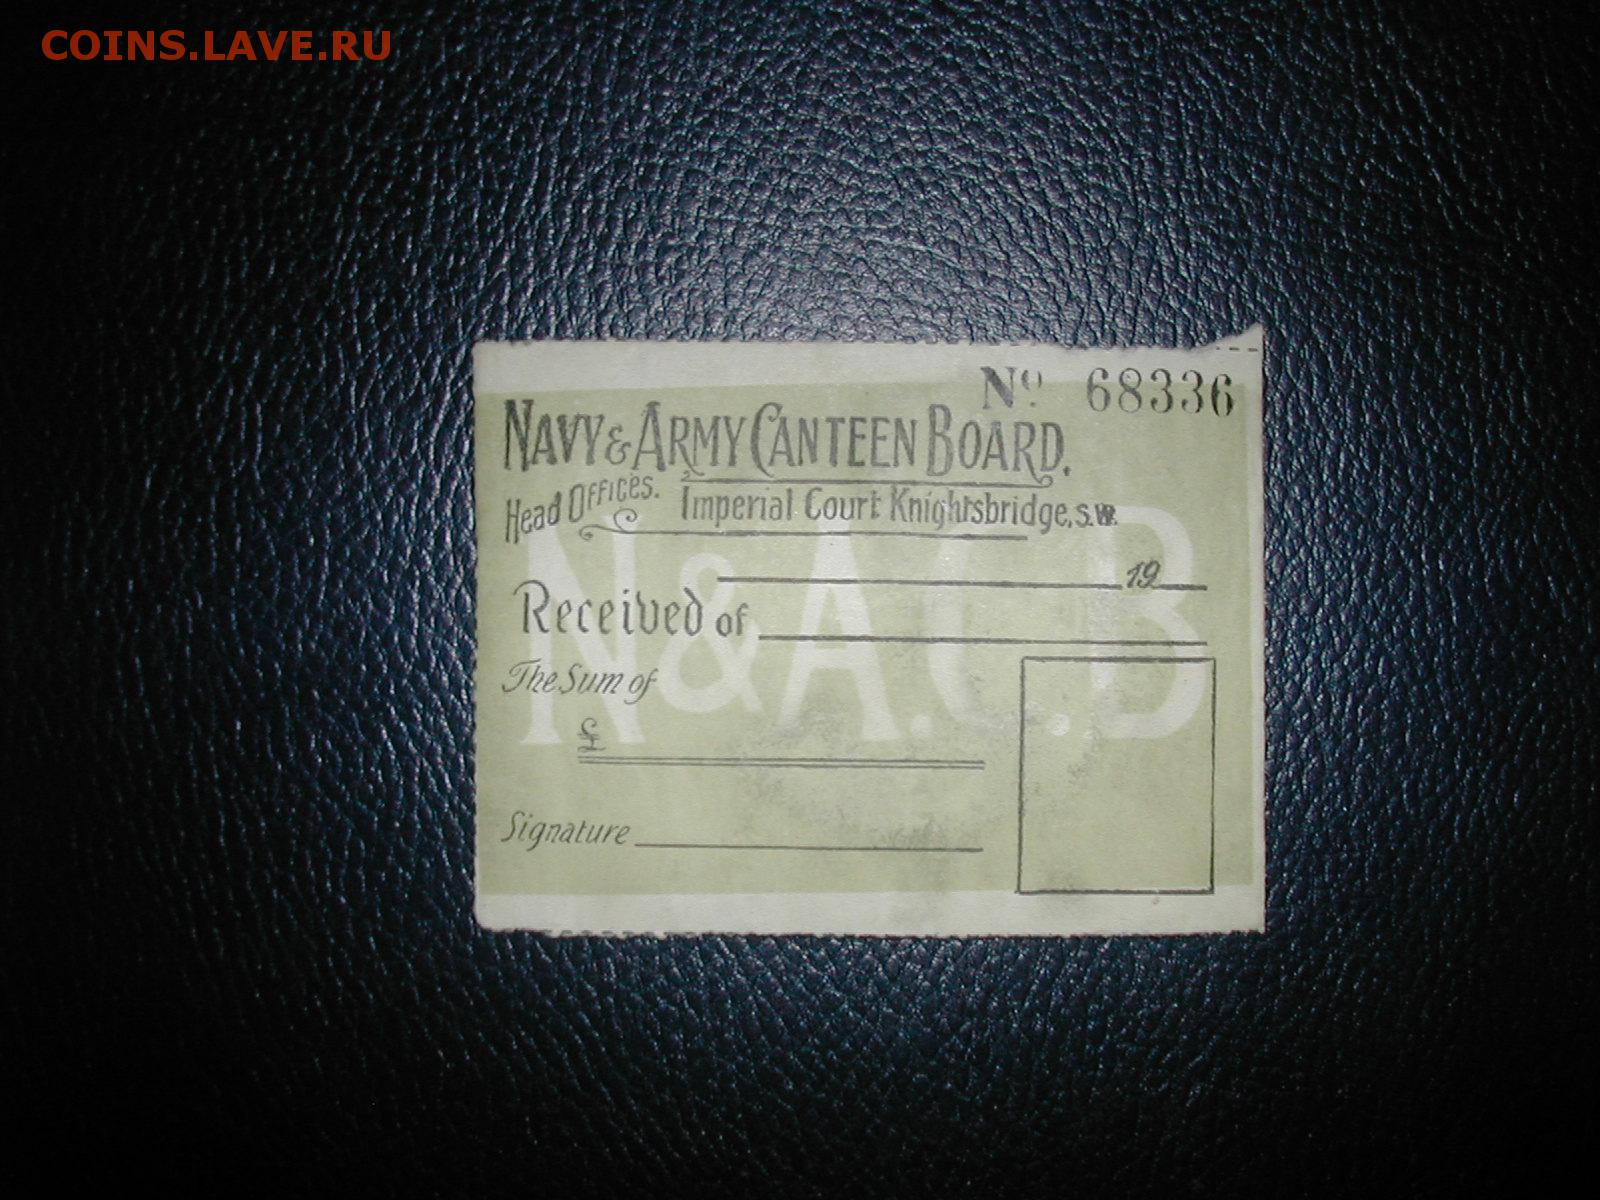 COINS.LAVE.RU
No 68336
NAVY & ARMY CANTEEN BOARD.
Head Offices. Imperial Court Knightsbridge, S.W.
19
Received of
The Sum of
£
Signature
N&A.C.B